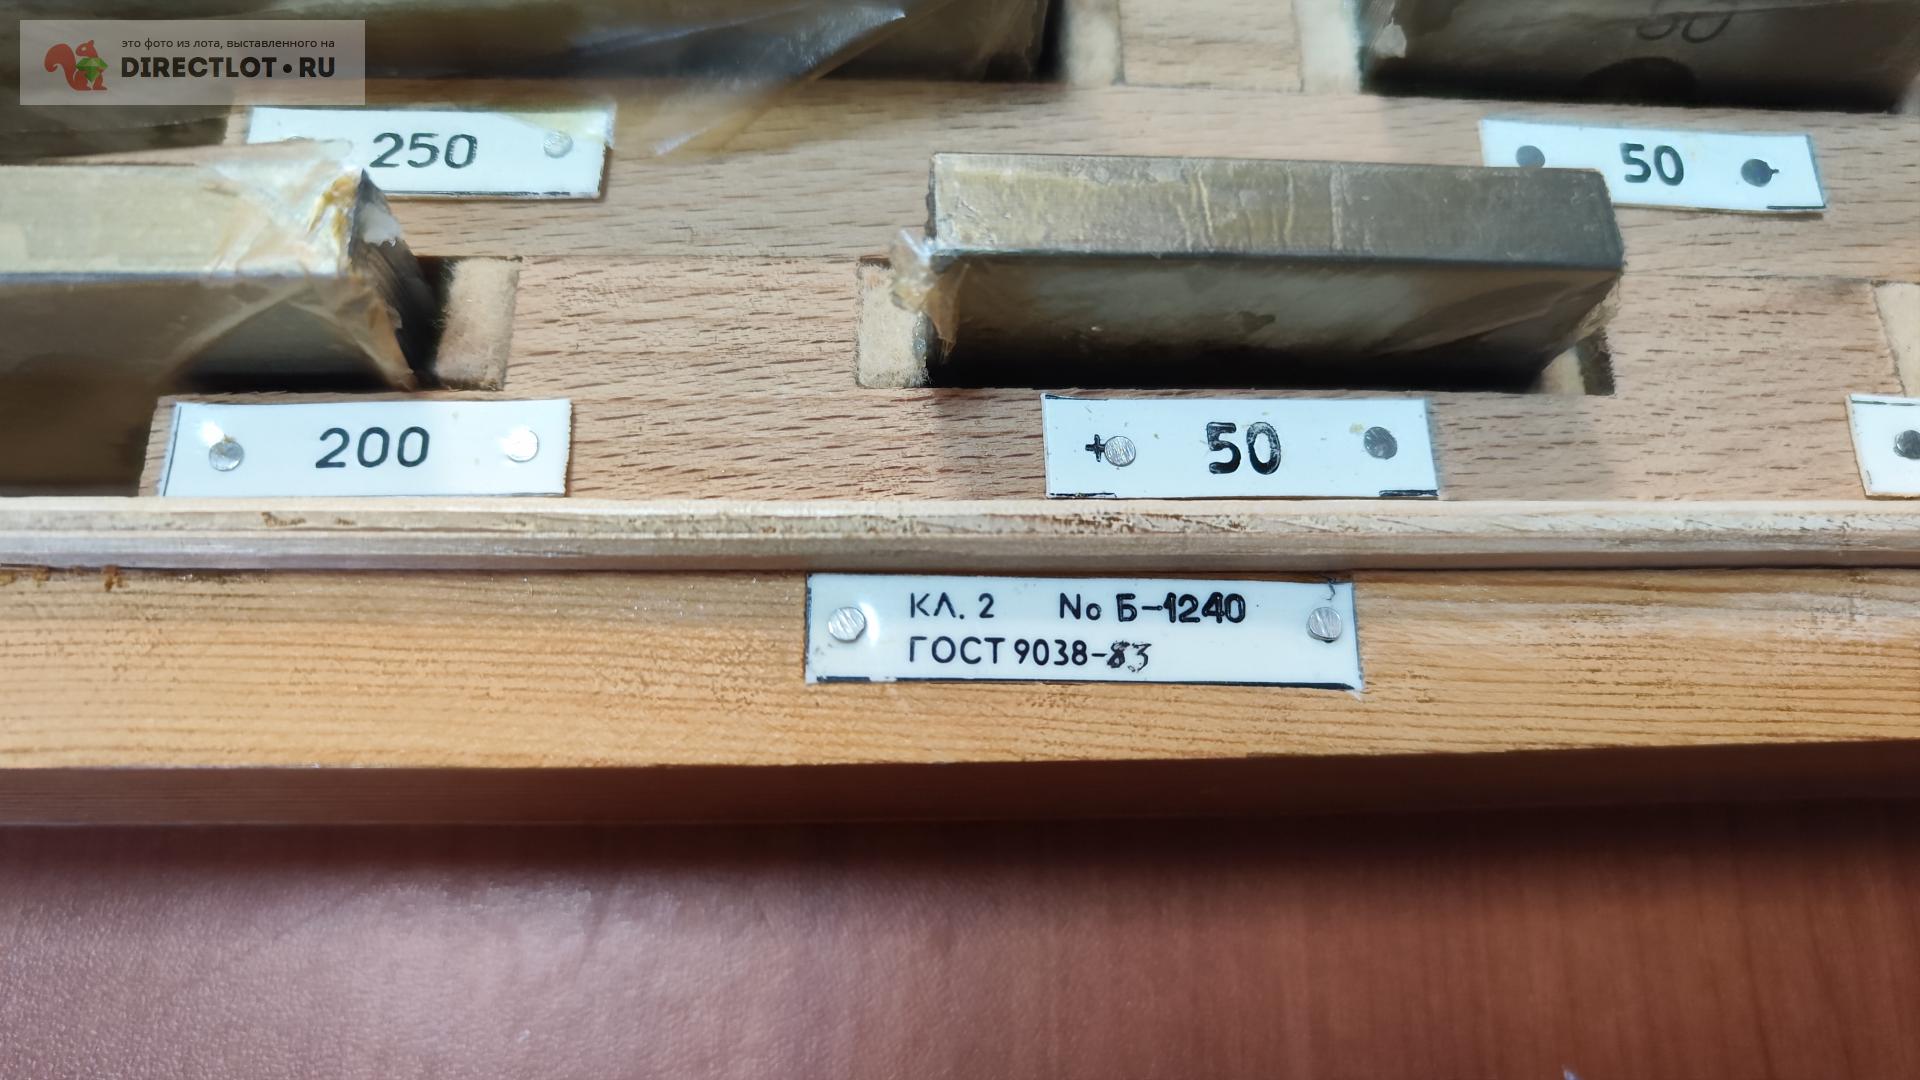 это фото из лота, выставленного на
DIRECTLOT•RU
50
250
50
200
+ 50
КЛ. 2 No Б-1240
ГОСТ 9038-83